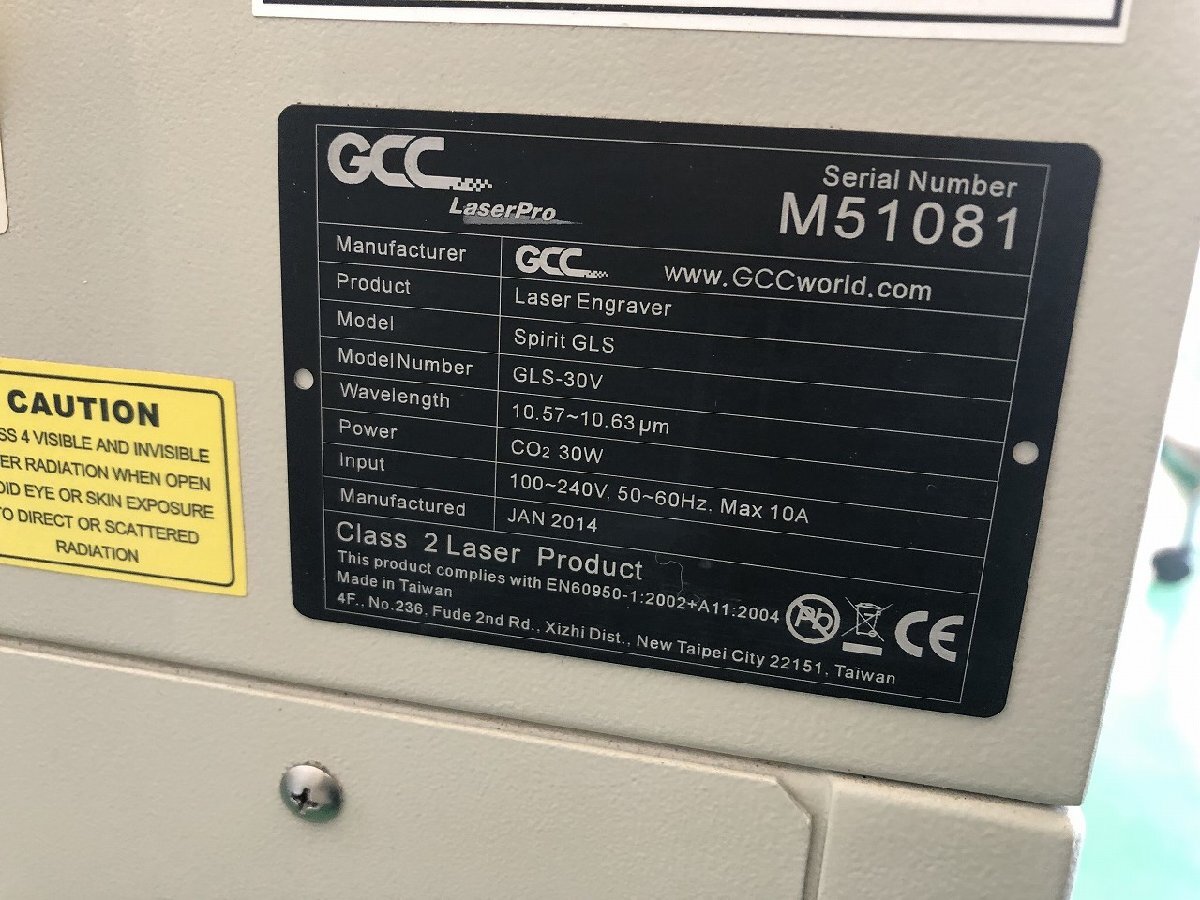 GCC
LaserPro
Serial Number
M51081
Manufacturer GCC www.GCCworld.com
Product Laser Engraver
Model Spirit GLS
ModelNumber GLS-30V
Wavelength 10.57~10.63µm
Power CO2 30W
Input 100~240V, 50~60Hz, Max 10A
Manufactured JAN 2014
Class 2 Laser Product
This product complies with EN60950-1:2002+A11:2004
Made in Taiwan
4F., No.236, Fude 2nd Rd., Xizhi Dist., New Taipei City 22151, Taiwan
Pb
CE
CAUTION
4 VISIBLE AND INVISIBLE
RADIATION WHEN OPEN
EYE OR SKIN EXPOSURE
TO DIRECT OR SCATTERED
RADIATION